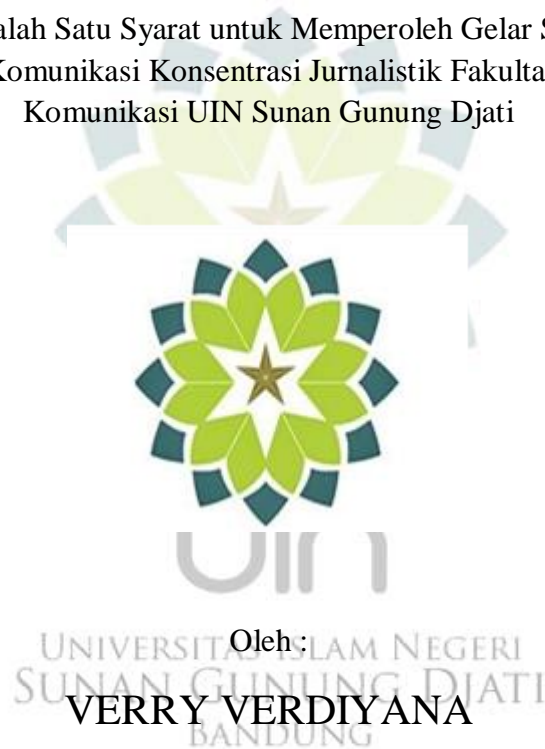 alah Satu Syarat untuk Memperoleh Gelar S
Komunikasi Konsentrasi Jurnalistik Fakulta
Komunikasi UIN Sunan Gunung Djati
uin
Oleh :
UNIVERSITAS ISLAM NEGERI
SUNAN GUNUNG DJATI
VERRY VERDIYANA
BANDUNG